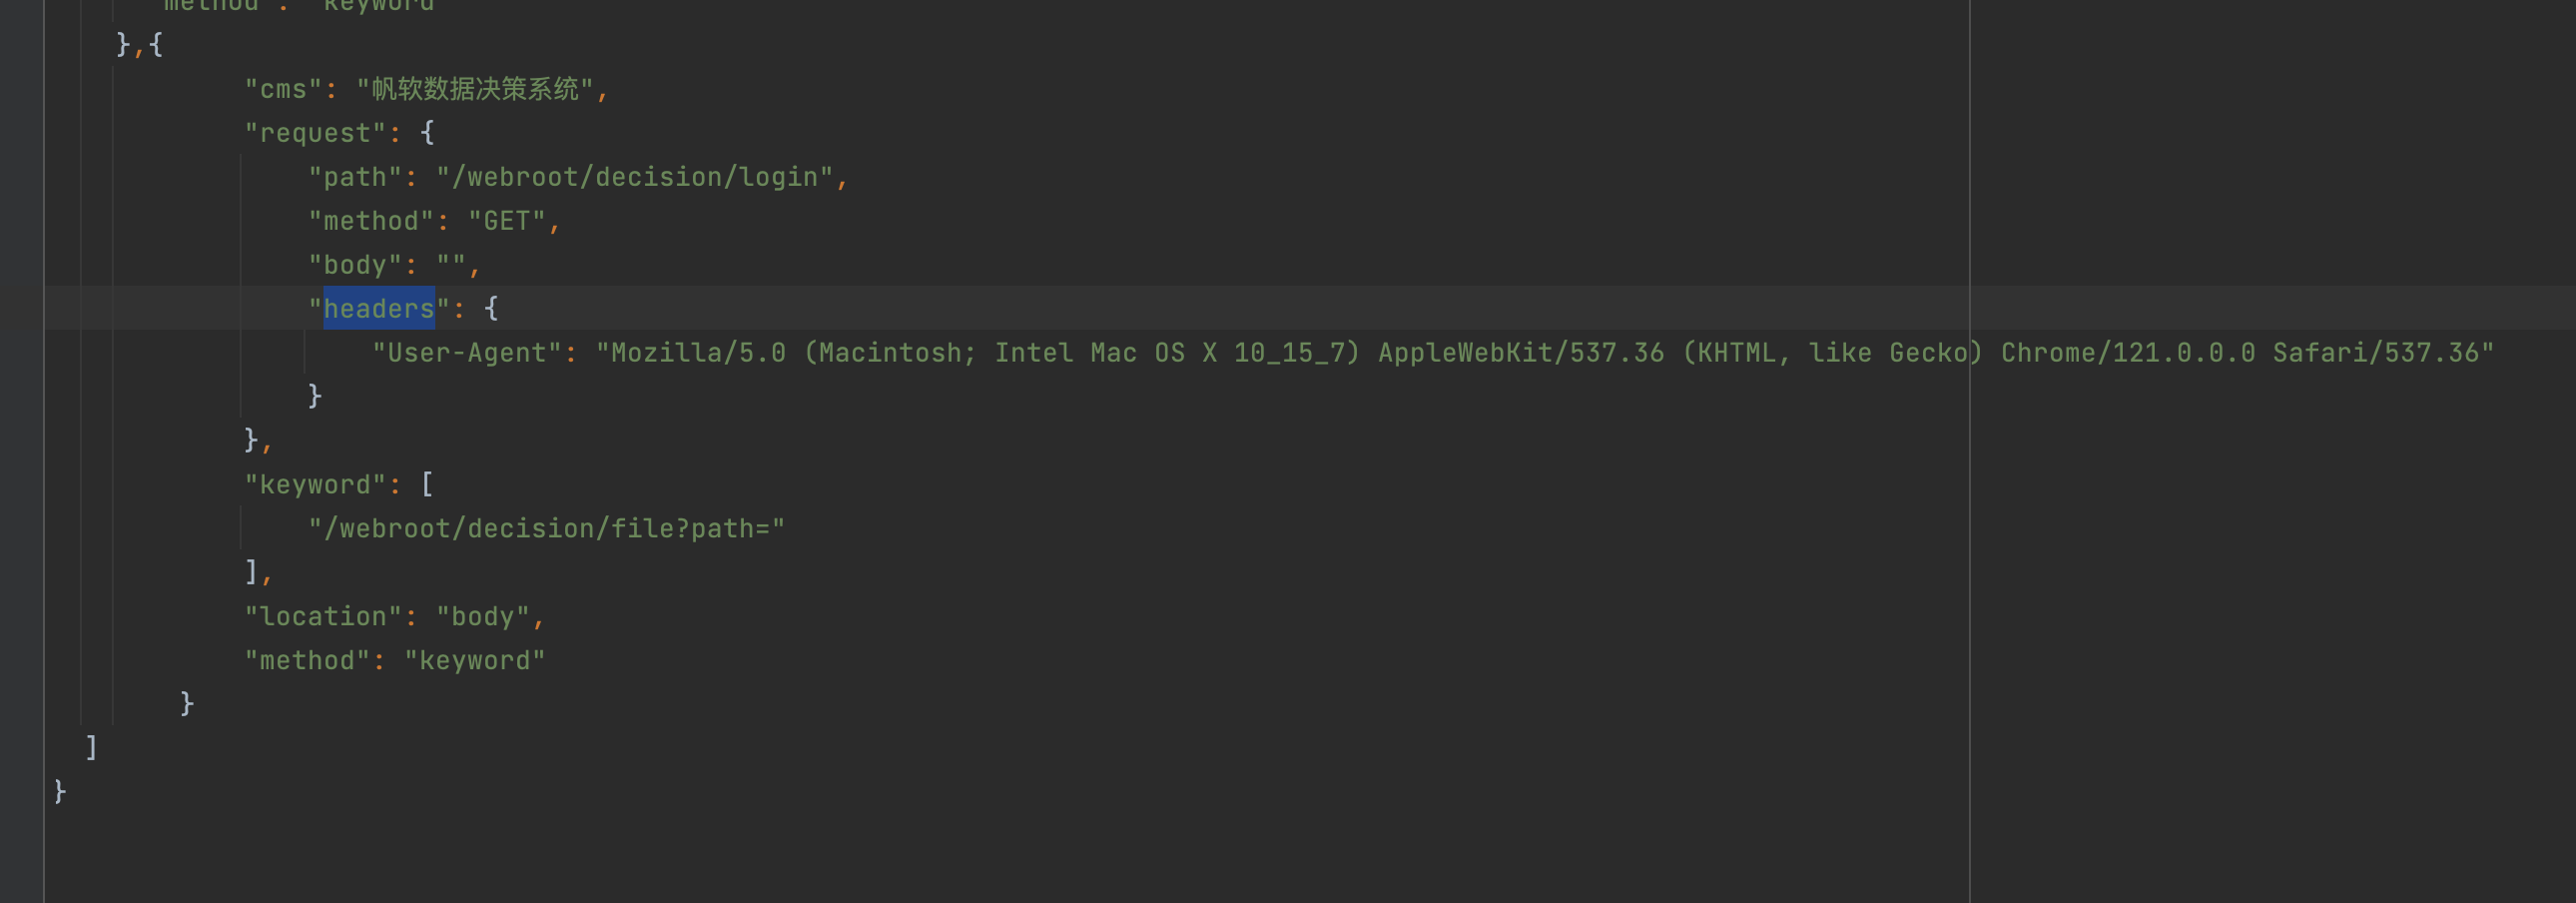 method": "keyword
},{
"cms": "帆软数据决策系统",
"request": {
"path": "/webroot/decision/login",
"method": "GET",
"body": "",
"headers": {
"User-Agent": "Mozilla/5.0 (Macintosh; Intel Mac OS X 10_15_7) AppleWebKit/537.36 (KHTML, like Gecko) Chrome/121.0.0.0 Safari/537.36"
}
},
"keyword": [
"/webroot/decision/file?path="
],
"location": "body",
"method": "keyword"
}
]
}